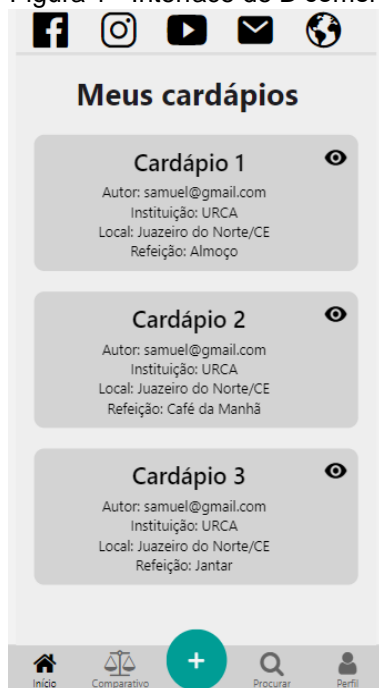 Meus cardápios
Cardápio 1
Autor: samuel@gmail.com
Instituição: URCA
Local: Juazeiro do Norte/CE
Refeição: Almoço
Cardápio 2
Autor: samuel@gmail.com
Instituição: URCA
Local: Juazeiro do Norte/CE
Refeição: Café da Manhã
Cardápio 3
Autor: samuel@gmail.com
Instituição: URCA
Local: Juazeiro do Norte/CE
Refeição: Jantar
Início Comparativo Procurar Perfil